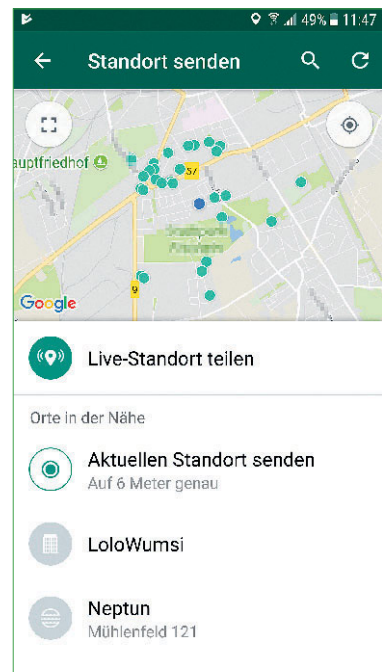 49% 11:47
Standort senden
uptfriedhof
57
9
Google
Live-Standort teilen
Orte in der Nähe
Aktuellen Standort senden
Auf 6 Meter genau
LoloWumsi
Neptun
Mühlenfeld 121